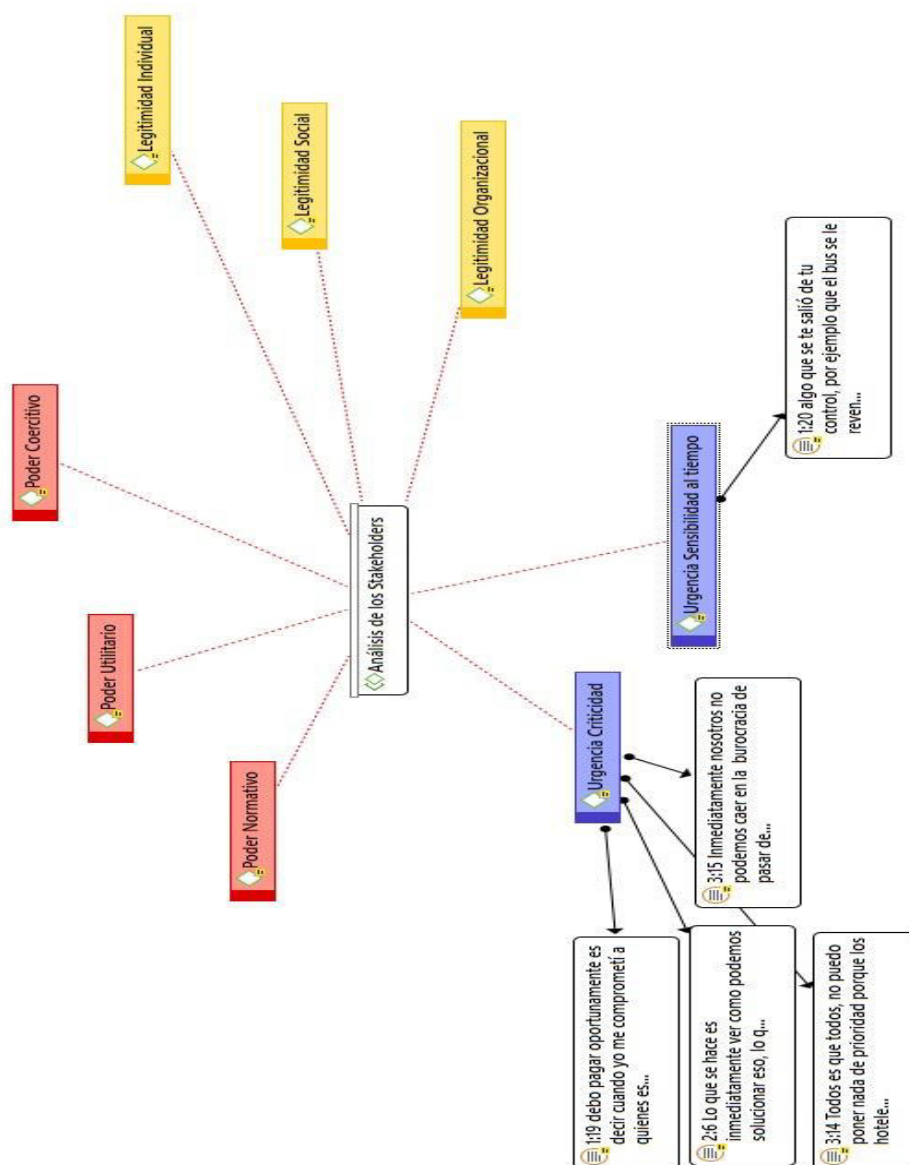 Poder Coercitivo
Poder Utilitario
Poder Normativo
Legitimidad Individual
Legitimidad Social
Legitimidad Organizacional
Análisis de los Stakeholders
Urgencia Criticidad
Urgencia Sensibilidad al tiempo
1:19 debo pagar oportunamente es
decir cuando yo me comprometí a
quienes es...
2:6 Lo que se hace es
inmediatamente ver como podemos
solucionar eso, lo q...
3:14 Todos es que todos, no puedo
poner nada de prioridad porque los
hotele...
3:15 Inmediatamente nosotros no
podemos caer en la burocracia de
pasar de...
1:20 algo que se te salió de tu
control, por ejemplo que el bus se le
reven...